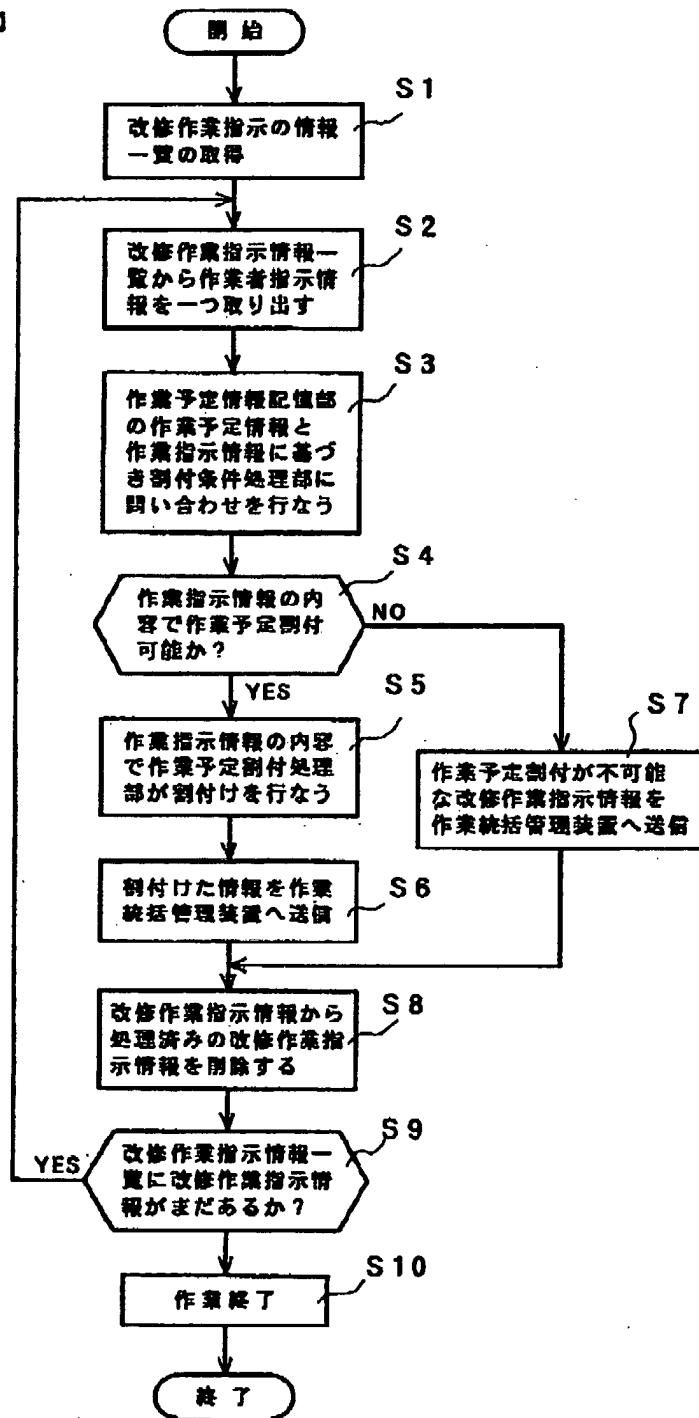 開始
S1
改修作業指示の情報
一覧の取得
S2
改修作業指示情報一
覧から作業者指示情
報を一つ取り出す
S3
作業予定情報記憶部
の作業予定情報と
作業指示情報に基づ
き割付条件処理部に
問い合わせを行なう
S4
作業指示情報の内
容で作業予定割付
可能か?
NO
YES
S5
作業指示情報の内容
で作業予定割付処理
部が割付けを行なう
S7
作業予定割付が不可能
な改修作業指示情報を
作業統括管理装置へ送信
S6
割付けた情報を作業
統括管理装置へ送信
S8
改修作業指示情報から
処理済みの改修作業指
示情報を削除する
S9
改修作業指示情報一
覧に改修作業指示情
報がまだあるか?
YES
S10
作業終了
終了